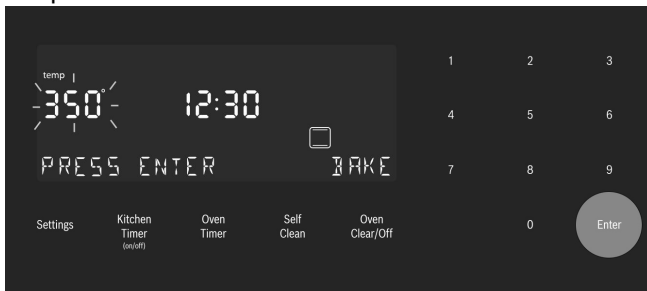 temp
350° 12:30
PRESS ENTER BAKE
1 2 3
4 5 6
7 8 9
0 Enter
Settings
Kitchen Timer (on/off)
Oven Timer
Self Clean
Oven Clear/Off